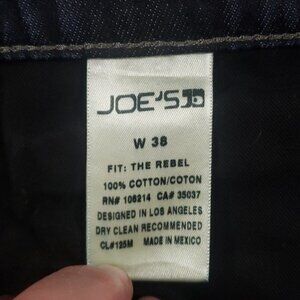 JOE'S
W 38
FIT: THE REBEL
100% COTTON/COTON
RN# 106214 CA# 35037
DESIGNED IN LOS ANGELES
DRY CLEAN RECOMMENDED
CL#125M MADE IN MEXICO